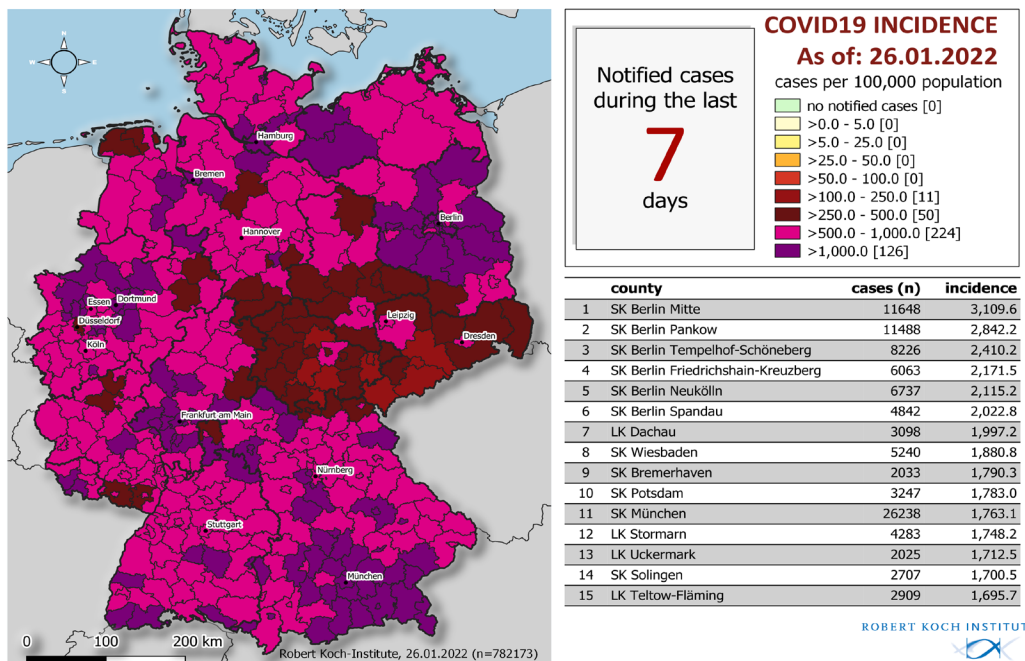 N
W
E
S
Hamburg
Bremen
Berlin
Hannover
Essen
Dortmund
Düsseldorf
Köln
Leipzig
Dresden
Frankfurt am Main
Nürnberg
Stuttgart
München
0 100 200 km
Robert Koch-Institute, 26.01.2022 (n=782173)
Notified cases
during the last
7
days
COVID19 INCIDENCE
As of: 26.01.2022
cases per 100,000 population
no notified cases [0]
>0.0 - 5.0 [0]
>5.0 - 25.0 [0]
>25.0 - 50.0 [0]
>50.0 - 100.0 [0]
>100.0 - 250.0 [11]
>250.0 - 500.0 [50]
>500.0 - 1,000.0 [224]
>1,000.0 [126]
county cases (n) incidence
1 SK Berlin Mitte 11648 3,109.6
2 SK Berlin Pankow 11488 2,842.2
3 SK Berlin Tempelhof-Schöneberg 8226 2,410.2
4 SK Berlin Friedrichshain-Kreuzberg 6063 2,171.5
5 SK Berlin Neukölln 6737 2,115.2
6 SK Berlin Spandau 4842 2,022.8
7 LK Dachau 3098 1,997.2
8 SK Wiesbaden 5240 1,880.8
9 SK Bremerhaven 2033 1,790.3
10 SK Potsdam 3247 1,783.0
11 SK München 26238 1,763.1
12 LK Stormarn 4283 1,748.2
13 LK Uckermark 2025 1,712.5
14 SK Solingen 2707 1,700.5
15 LK Teltow-Fläming 2909 1,695.7
ROBERT KOCH INSTITUT